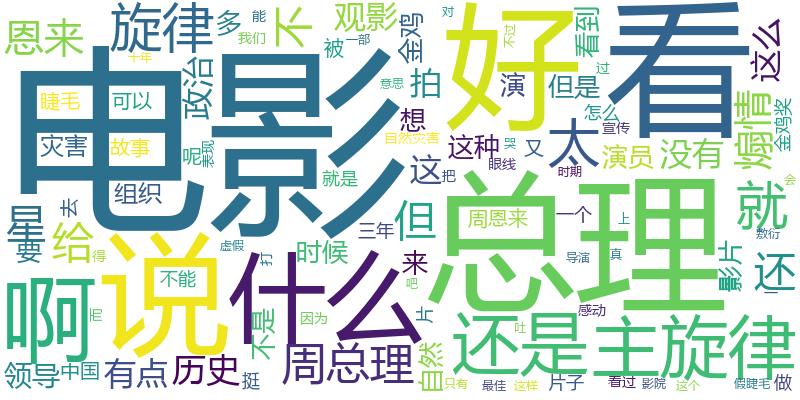 恩来
旋律
多
能
我们
不
观影
被
一部
金鸡
对
不过
好
看到
过
看
这么
十年
电影
政治
意思
拍
演
但是
怎么
宣传
煽情
金鸡奖
睫毛
可以
灾害
故事
呢
表现
想
自然灾害
这种
哭
眼线
又
太
时期
演员
没有
组织
就是
这
把
总理
周恩来
一个
上
就
会
星
去
要
给
得
说
虚假
三年
时候
但
来
导演
真
影片
敷衍
还
啊
而
不能
什么
打
不是
因为
吧
片
自然
还是
吐
感动
主旋律
领导
中国
有点
历史
挺
周总理
只有
最佳
这样
片子
看过
影院
这个
假睫毛
做